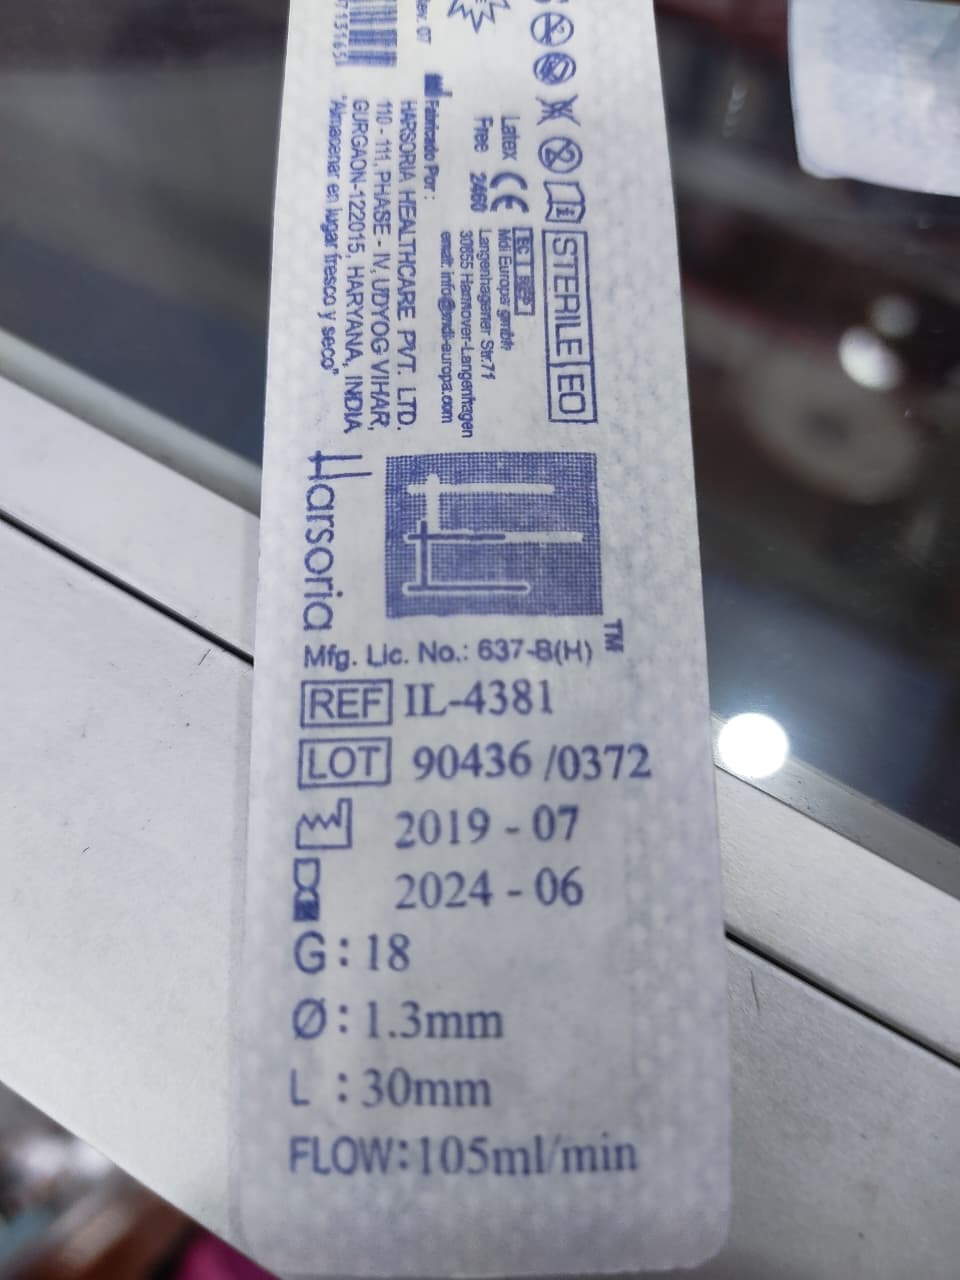 STERILE EO
Latex
Free
CE
2460
EC REP
Mdi Europa gmbh
Langenhagener Str.71
30855 Hannover-Langenhagen
email: info@mdi-europa.com
Rev. 07
Fabricado Por :
HARSORIA HEALTHCARE PVT. LTD.
110 - 111, PHASE - IV, UDYOG VIHAR,
GURGAON-122015, HARYANA, INDIA
"Almacenar en lugar fresco y seco"
Harsoria
TM
Mfg. Lic. No.: 637-B(H)
REF IL-4381
LOT 90436 /0372
2019 - 07
2024 - 06
G : 18
Ø : 1.3mm
L : 30mm
FLOW: 105ml/min